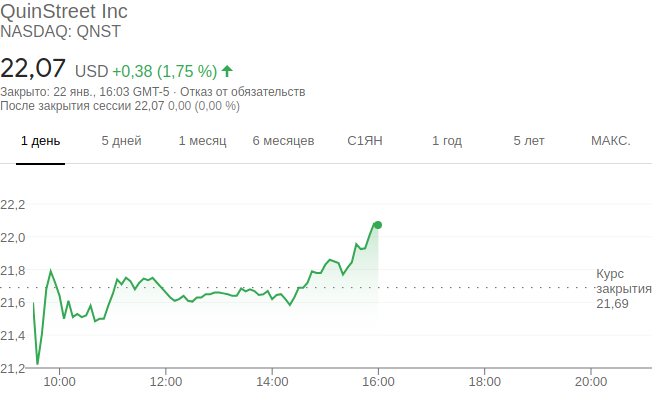 QuinStreet Inc
NASDAQ: QNST
22,07 USD +0,38 (1,75 %)
Закрыто: 22 янв., 16:03 GMT-5 · Отказ от обязательств
После закрытия сессии 22,07 0,00 (0,00 %)
1 день 5 дней 1 месяц 6 месяцев С1ЯН 1 год 5 лет МАКС.
22,2
22,0
21,8
Курс
закрытия
21,69
21,6
21,4
21,2
10:00 12:00 14:00 16:00 18:00 20:00